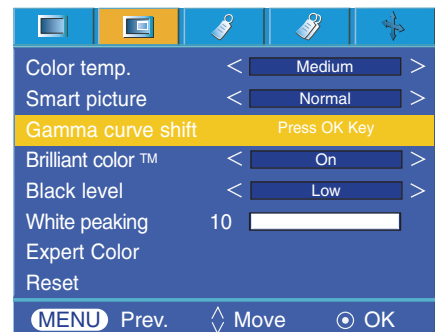 Color temp. < Medium >
Smart picture < Normal >
Gamma curve shift Press OK Key
Brilliant color TM < On >
Black level < Low >
White peaking 10
Expert Color
Reset
MENU Prev. Move OK